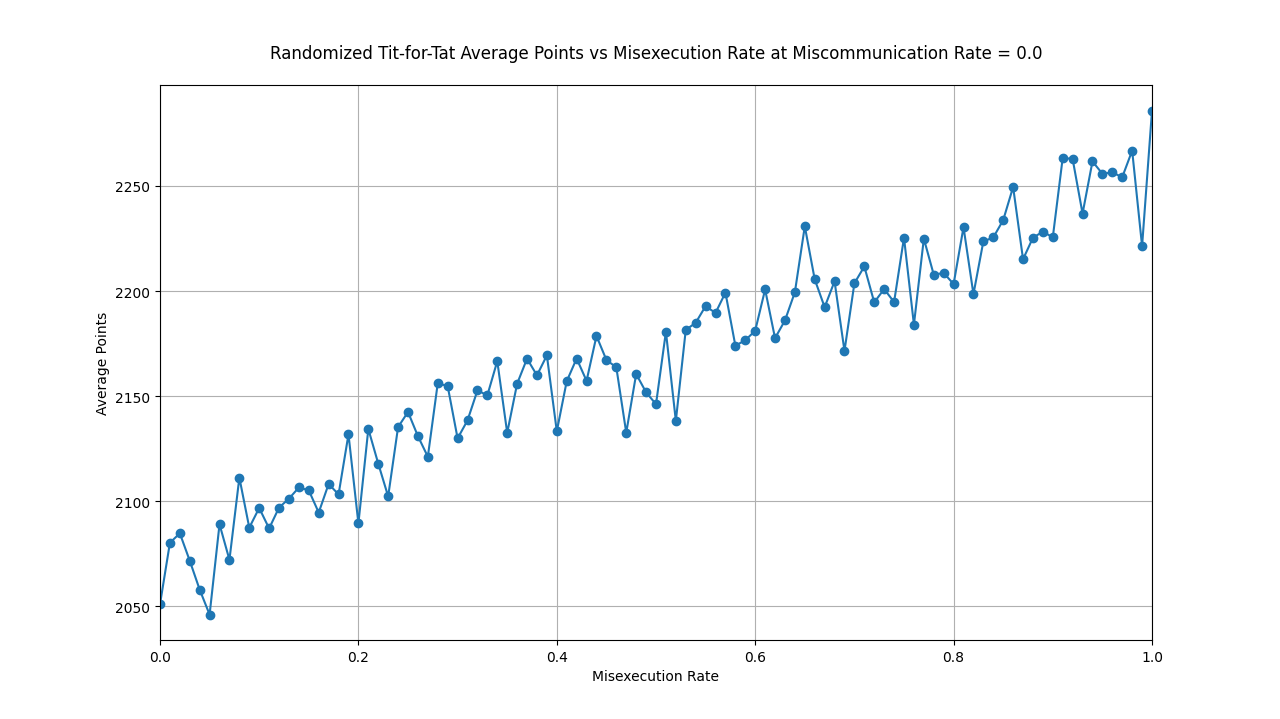 Randomized Tit-for-Tat Average Points vs Misexecution Rate at Miscommunication Rate = 0.0
Average Points
2250
2200
2150
2100
2050
0.0 0.2 0.4 0.6 0.8 1.0
Misexecution Rate